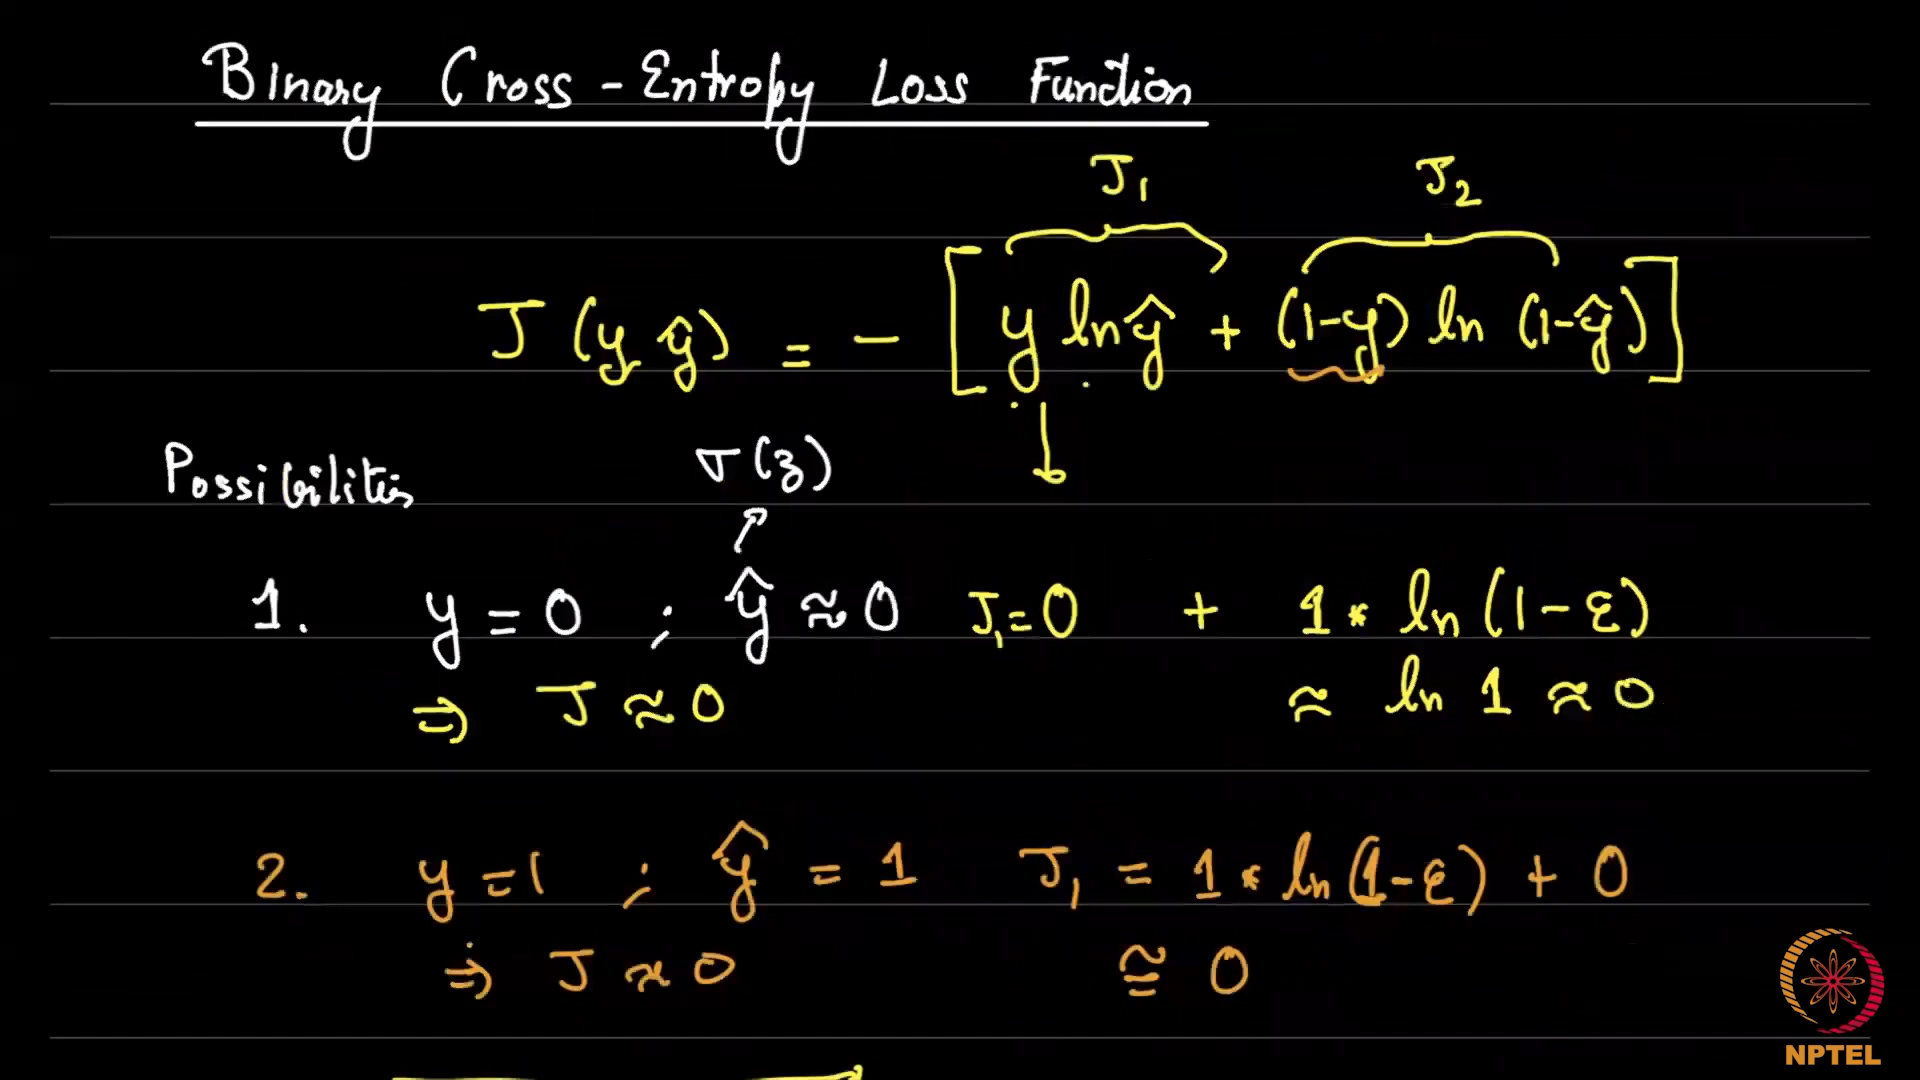 Binary Cross-Entropy Loss Function
J₁ J₂
J (y ŷ) = - [y ln ŷ + (1-y) ln (1-ŷ)]
Possibilities σ(z)
1. y = 0 ; ŷ ≈ 0 J₁=0 + 1* ln (1-ε)
⇒ J ≈ 0 ≈ ln 1 ≈ 0
2. y = 1 ; ŷ = 1 J₁ = 1 * ln (1-ε) + 0
⇒ J ≈ 0 ≅ 0
NPTEL